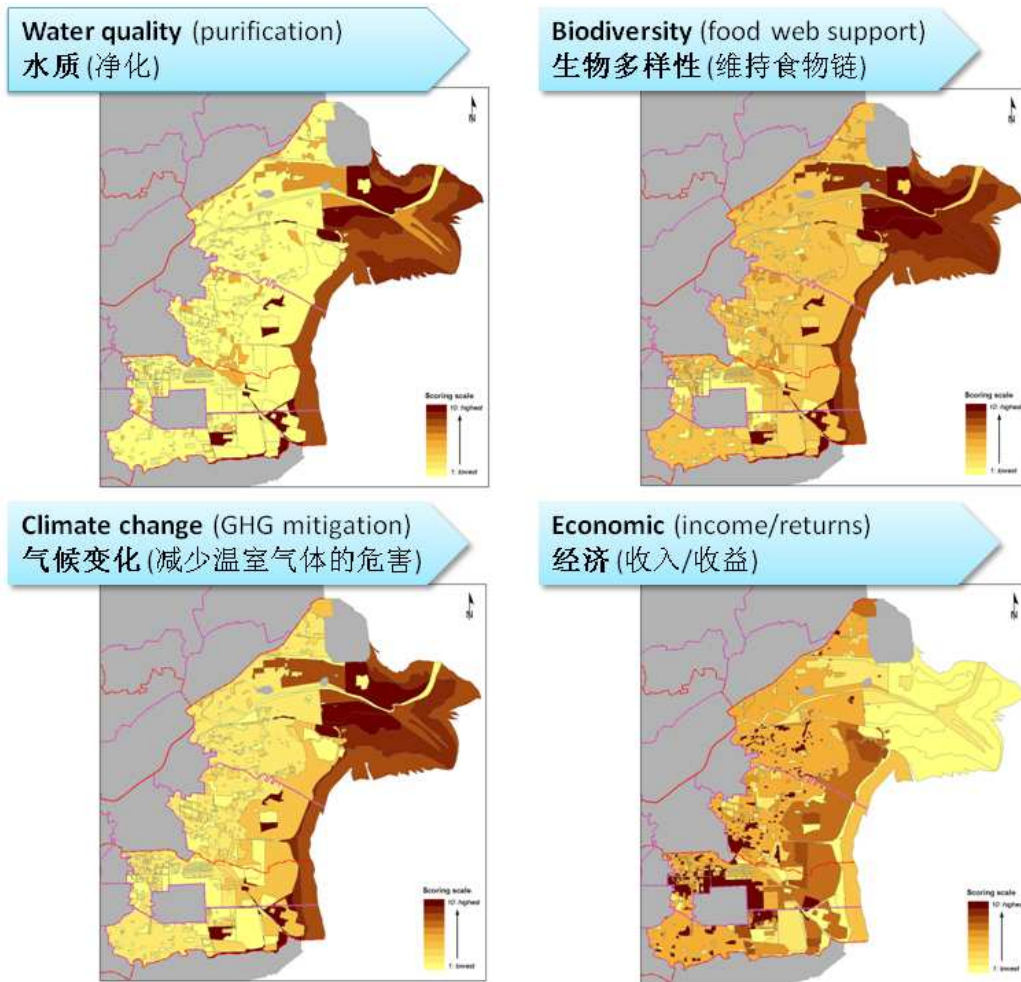 Water quality (purification)
水质 (净化)
Biodiversity (food web support)
生物多样性 (维持食物链)
N
N
Scoring scale
10: highest
1: lowest
Scoring scale
10: highest
1: lowest
Climate change (GHG mitigation)
气候变化 (减少温室气体的危害)
Economic (income/returns)
经济 (收入/收益)
N
N
Scoring scale
10: highest
1: lowest
Scoring scale
10: highest
1: lowest